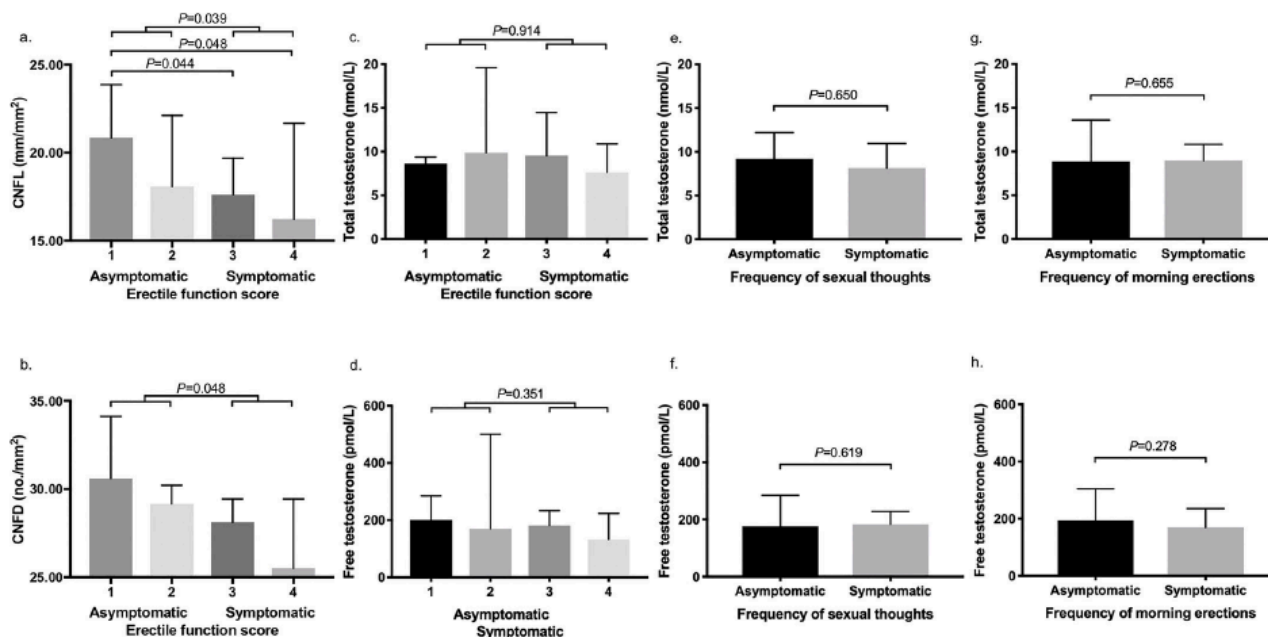 a.
P=0.039
P=0.048
P=0.044
CNFL (mm/mm²)
25.00
20.00
15.00
1 2 3 4
Asymptomatic Symptomatic
Erectile function score
c.
P=0.914
Total testosterone (nmol/L)
20
15
10
5
0
1 2 3 4
Asymptomatic Symptomatic
Erectile function score
e.
P=0.650
Total testosterone (nmol/L)
20
15
10
5
0
Asymptomatic Symptomatic
Frequency of sexual thoughts
g.
P=0.655
Total testosterone (nmol/L)
20
15
10
5
0
Asymptomatic Symptomatic
Frequency of morning erections
b.
P=0.048
CNFD (no./mm²)
35.00
30.00
25.00
1 2 3 4
Asymptomatic Symptomatic
Erectile function score
d.
P=0.351
Free testosterone (pmol/L)
600
400
200
0
1 2 3 4
Asymptomatic
Symptomatic
f.
P=0.619
Free testosterone (pmol/L)
600
400
200
0
Asymptomatic Symptomatic
Frequency of sexual thoughts
h.
P=0.278
Free testosterone (pmol/L)
600
400
200
0
Asymptomatic Symptomatic
Frequency of morning erections